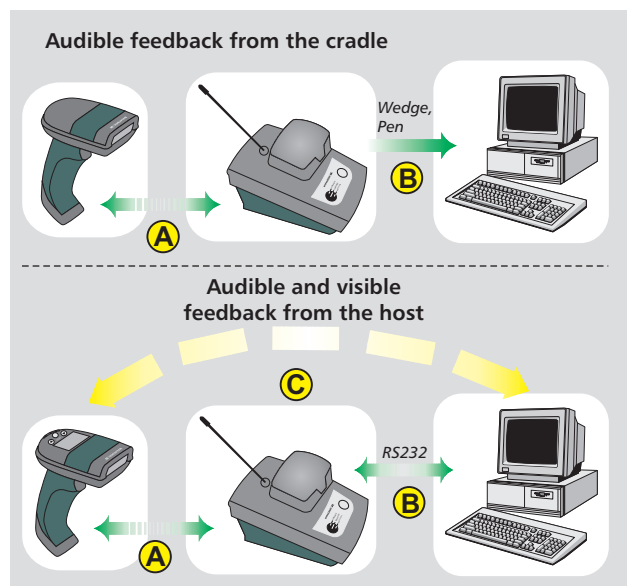 Audible feedback from the cradle
Wedge,
Pen
B
A
Audible and visible
feedback from the host
C
RS232
B
A